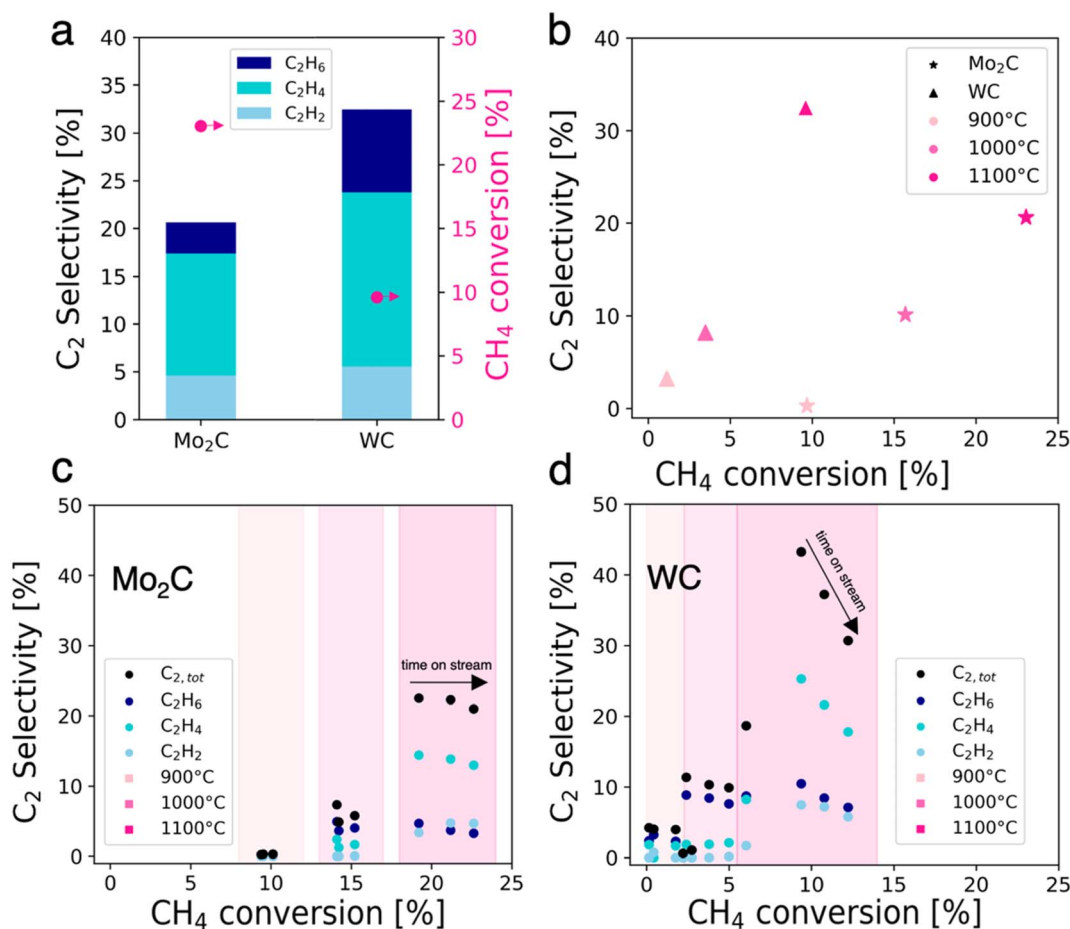 a
C₂ Selectivity [%]
40
35
30
25
20
15
10
5
0
C₂H₆
C₂H₄
C₂H₂
Mo₂C
WC
30
25
20
15
10
5
0
CH₄ conversion [%]
b
C₂ Selectivity [%]
40
30
20
10
0
Mo₂C
WC
900°C
1000°C
1100°C
0 5 10 15 20 25
CH₄ conversion [%]
c
C₂ Selectivity [%]
50
40
30
20
10
0
Mo₂C
time on stream
C₂,tot
C₂H₆
C₂H₄
C₂H₂
900°C
1000°C
1100°C
0 5 10 15 20 25
CH₄ conversion [%]
d
C₂ Selectivity [%]
50
40
30
20
10
0
WC
time on stream
C₂,tot
C₂H₆
C₂H₄
C₂H₂
900°C
1000°C
1100°C
0 5 10 15 20 25
CH₄ conversion [%]